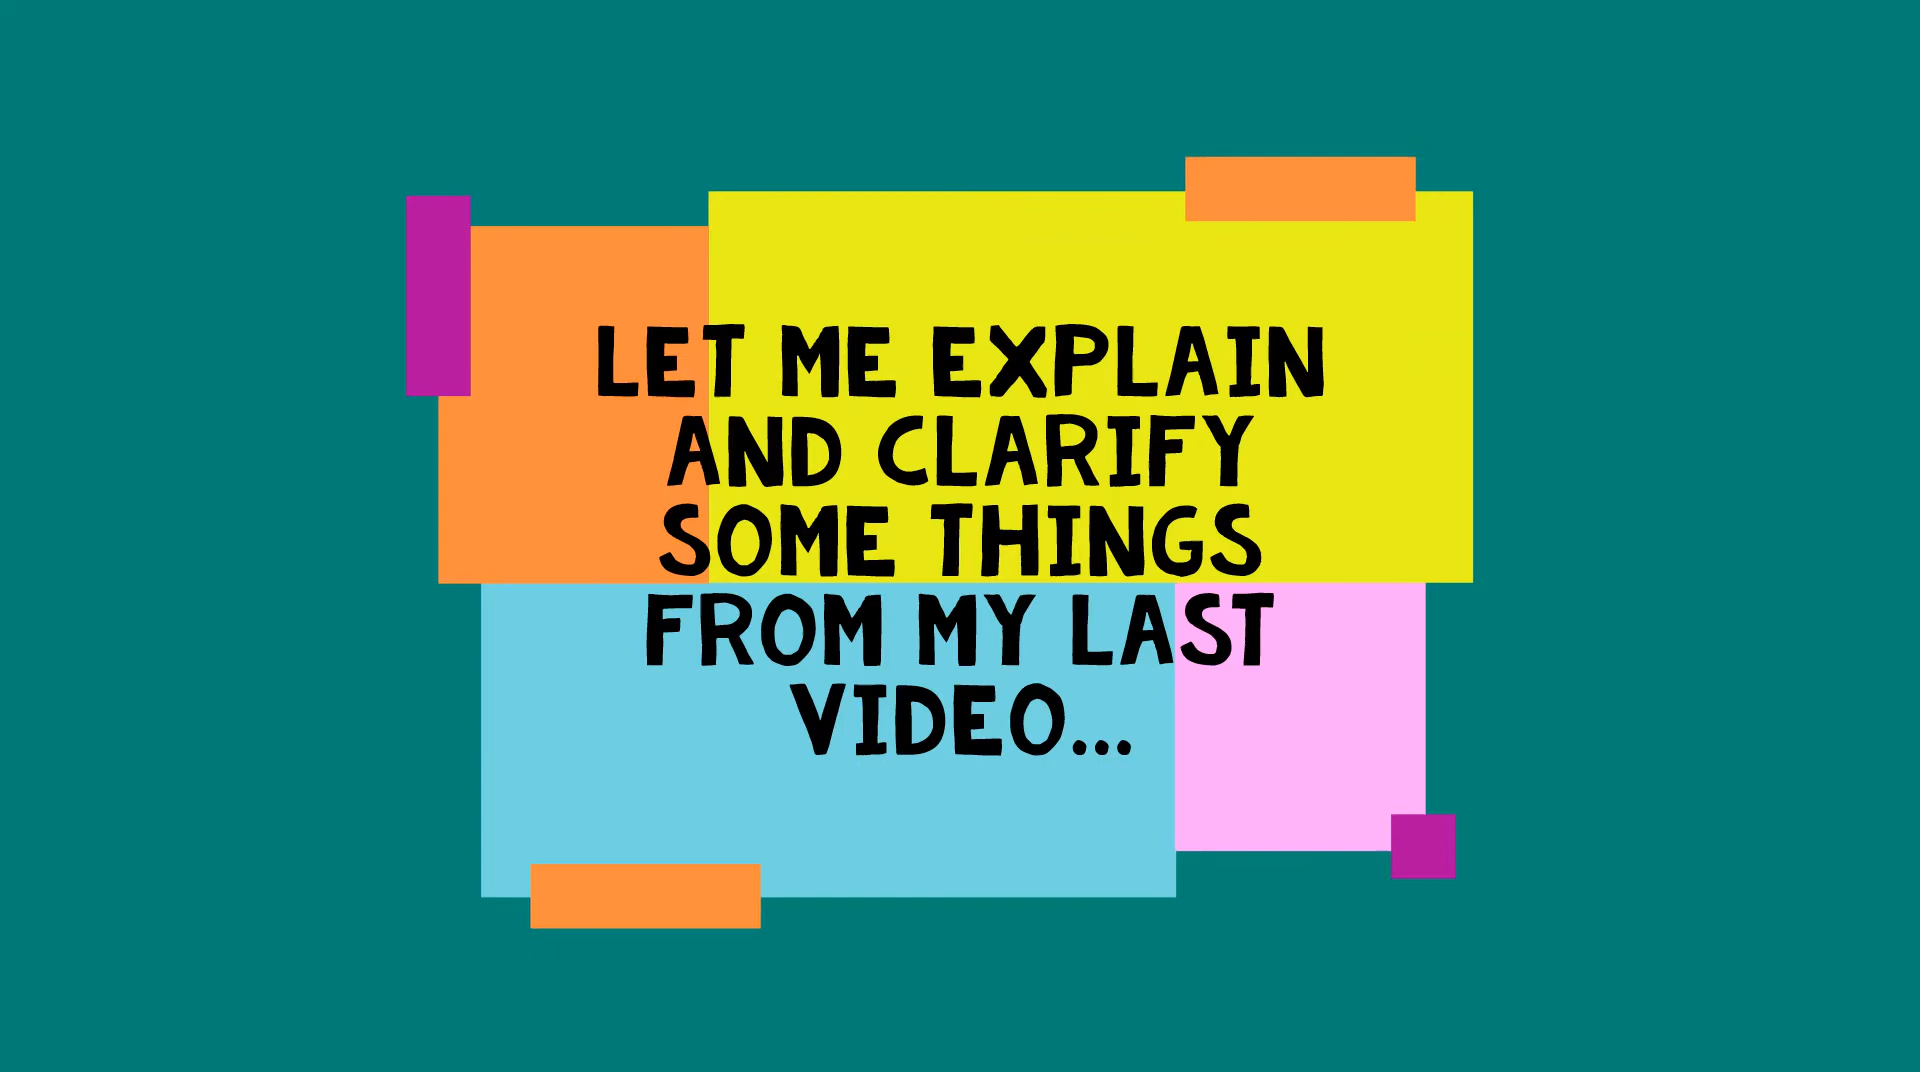 LET ME EXPLAIN
AND CLARIFY
SOME THINGS
FROM MY LAST
VIDEO...